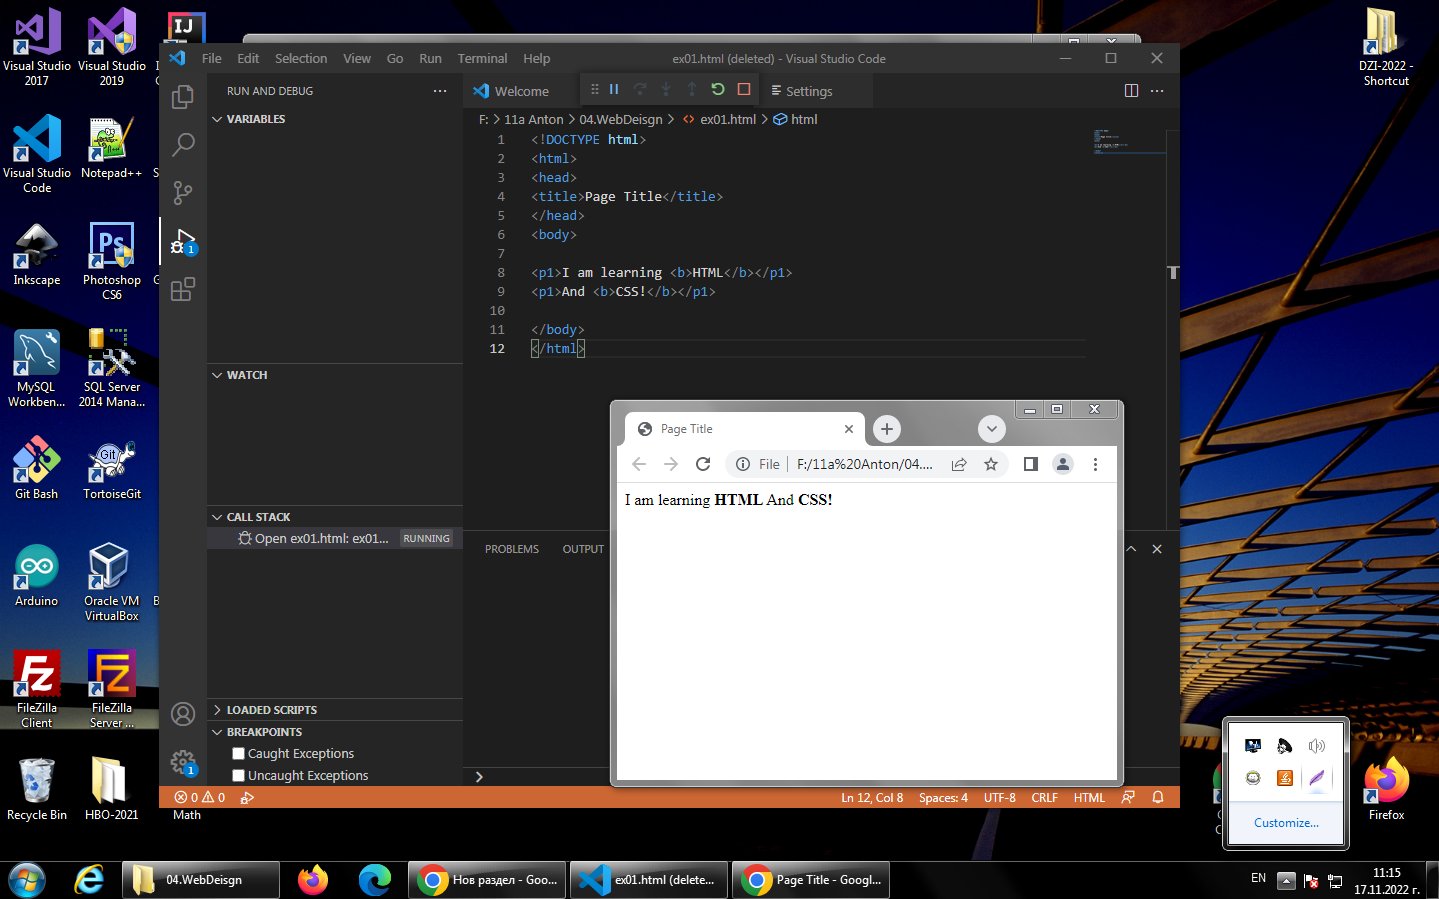 Visual Studio 2017
Visual Studio 2019
IJ
Visual Studio Code
Notepad++
Inkscape
Ps
Photoshop CS6
MySQL Workben...
SQL Server 2014 Mana...
Git Bash
Git
TortoiseGit
Arduino
Oracle VM VirtualBox
FileZilla Client
FileZilla Server ...
Recycle Bin
HBO-2021
Math
DZI-2022 - Shortcut
Firefox
File Edit Selection View Go Run Terminal Help
ex01.html (deleted) - Visual Studio Code
RUN AND DEBUG
VARIABLES
WATCH
CALL STACK
Open ex01.html: ex01... RUNNING
LOADED SCRIPTS
BREAKPOINTS
Caught Exceptions
Uncaught Exceptions
Welcome
Settings
F: > 11a Anton > 04.WebDeisgn > ex01.html > html
1 <!DOCTYPE html>
2 <html>
3 <head>
4 <title>Page Title</title>
5 </head>
6 <body>
7
8 <p1>I am learning <b>HTML</b></p1>
9 <p1>And <b>CSS!</b></p1>
10
11 </body>
12 </html>
PROBLEMS OUTPUT
Page Title
File | F:/11a%20Anton/04....
I am learning HTML And CSS!
0 0
Ln 12, Col 8 Spaces: 4 UTF-8 CRLF HTML
1
1
Customize...
04.WebDeisgn
Нов раздел - Goo...
ex01.html (delete...
Page Title - Googl...
EN
11:15
17.11.2022 г.